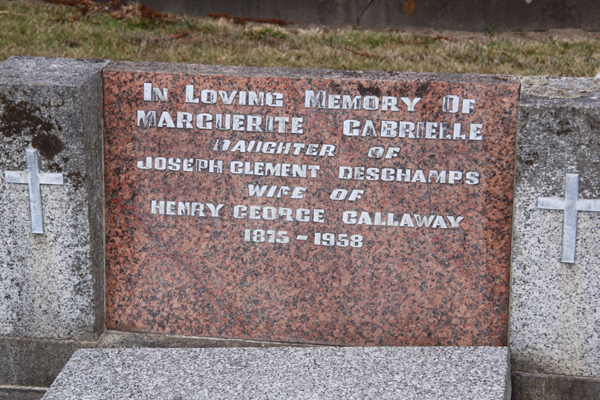 In Loving Memory Of
MARGUERITE GABRIELLE
DAUGHTER OF
JOSEPH CLEMENT DESCHAMPS
WIFE OF
HENRY GEORGE CALLAWAY
1875 - 1958